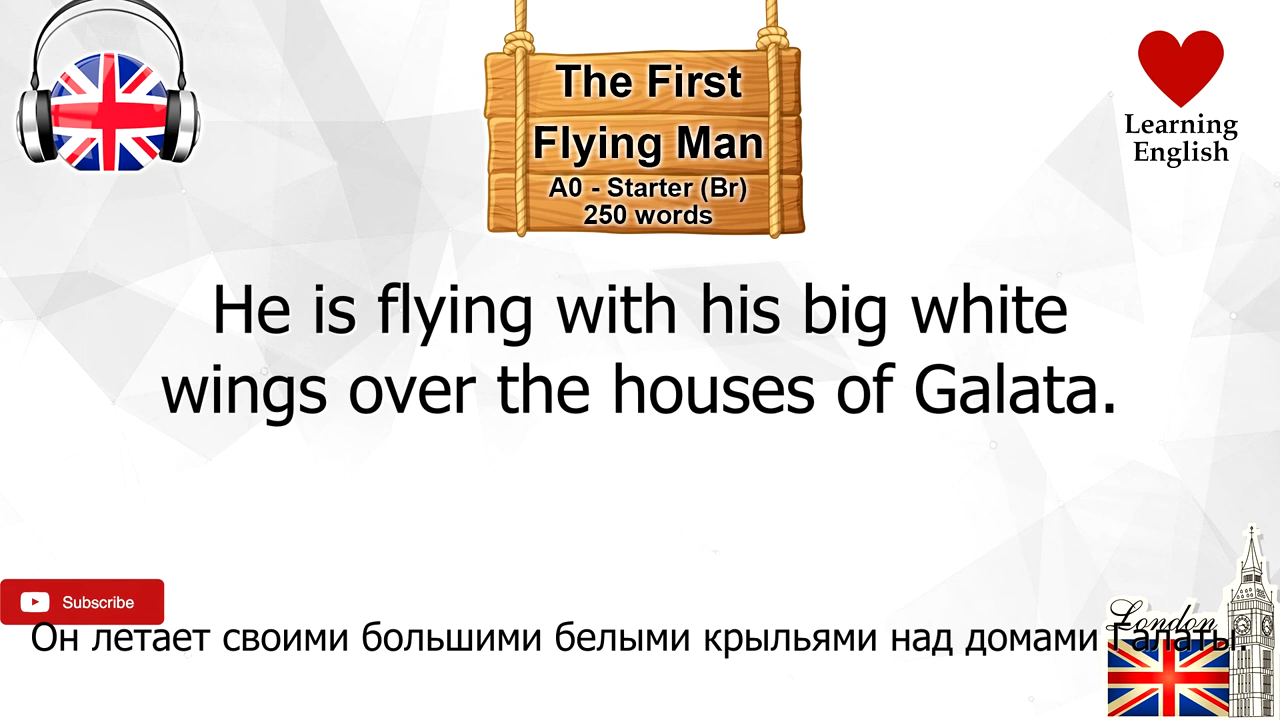 The First
Flying Man
A0 - Starter (Br)
250 words
Learning
English
He is flying with his big white
wings over the houses of Galata.
Subscribe
London
Он летает своими большими белыми крыльями над домами Галаты.